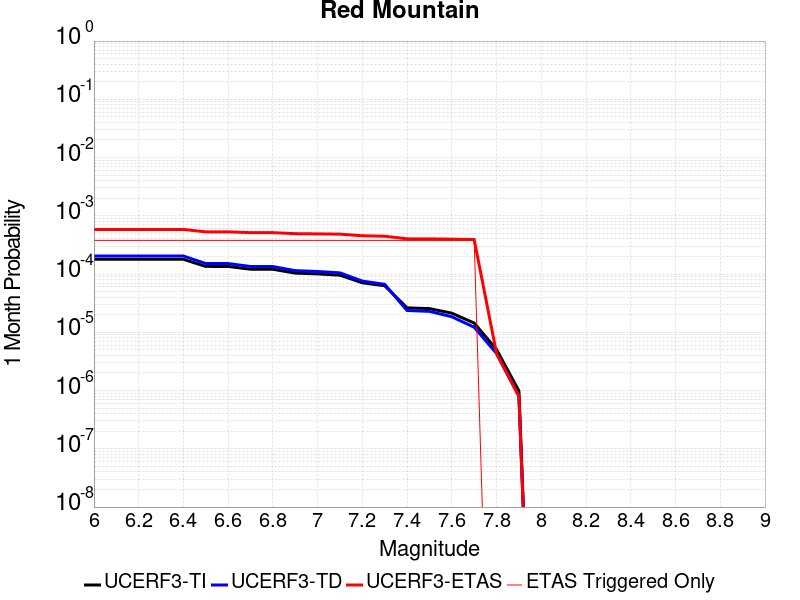 Red Mountain
10^0
10^-1
10^-2
10^-3
10^-4
10^-5
10^-6
10^-7
10^-8
1 Month Probability
6 6.2 6.4 6.6 6.8 7 7.2 7.4 7.6 7.8 8 8.2 8.4 8.6 8.8 9
Magnitude
UCERF3-TI UCERF3-TD UCERF3-ETAS ETAS Triggered Only